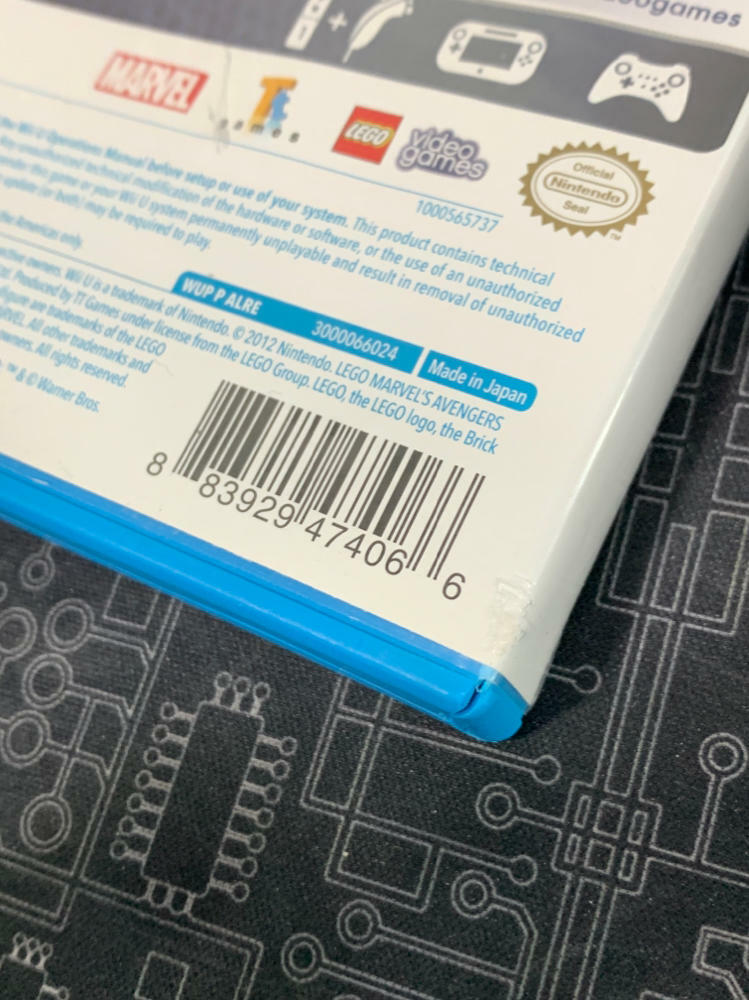 videogames
MARVEL
LEGO
video
games
Official
Nintendo
Seal
™
1000565737
Wii U Operations Manual before setup or use of your system. This product contains technical
unauthorized technical modification of the hardware or software, or the use of an unauthorized
this game or your Wii U system permanently unplayable and result in removal of unauthorized
update (or both) may be required to play.
the Americas only.
WUP P ALRE 3000066024 Made in Japan
owners. Wii U is a trademark of Nintendo. © 2012 Nintendo. LEGO MARVEL'S AVENGERS
Produced by TT Games under license from the LEGO Group. LEGO, the LEGO logo, the Brick
are trademarks of the LEGO
All other trademarks and
All rights reserved.
™ & © Warner Bros.
8 83929 47406 6